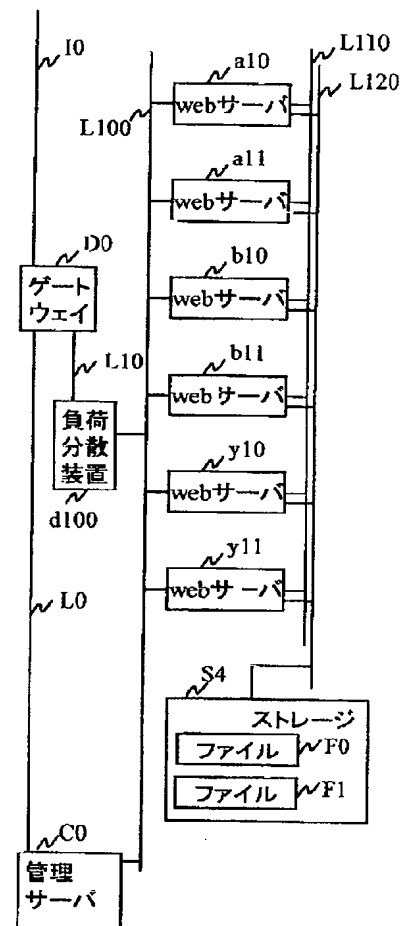 I0
L100
a10
webサーバ
L110
L120
a11
webサーバ
D0
ゲート
ウェイ
b10
webサーバ
L10
b11
webサーバ
負荷
分散
装置
d100
y10
webサーバ
y11
webサーバ
L0
S4
ストレージ
ファイル
F0
ファイル
F1
C0
管理
サーバ